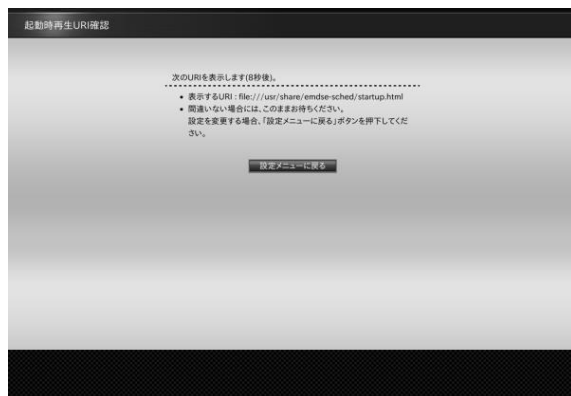 起動時再生URI確認
次のURIを表示します(8秒後)。
• 表示するURI : file:///usr/share/emdse-sched/startup.html
• 間違いない場合には、このままお待ちください。
設定を変更する場合、「設定メニューに戻る」ボタンを押下してくだ
さい。
設定メニューに戻る